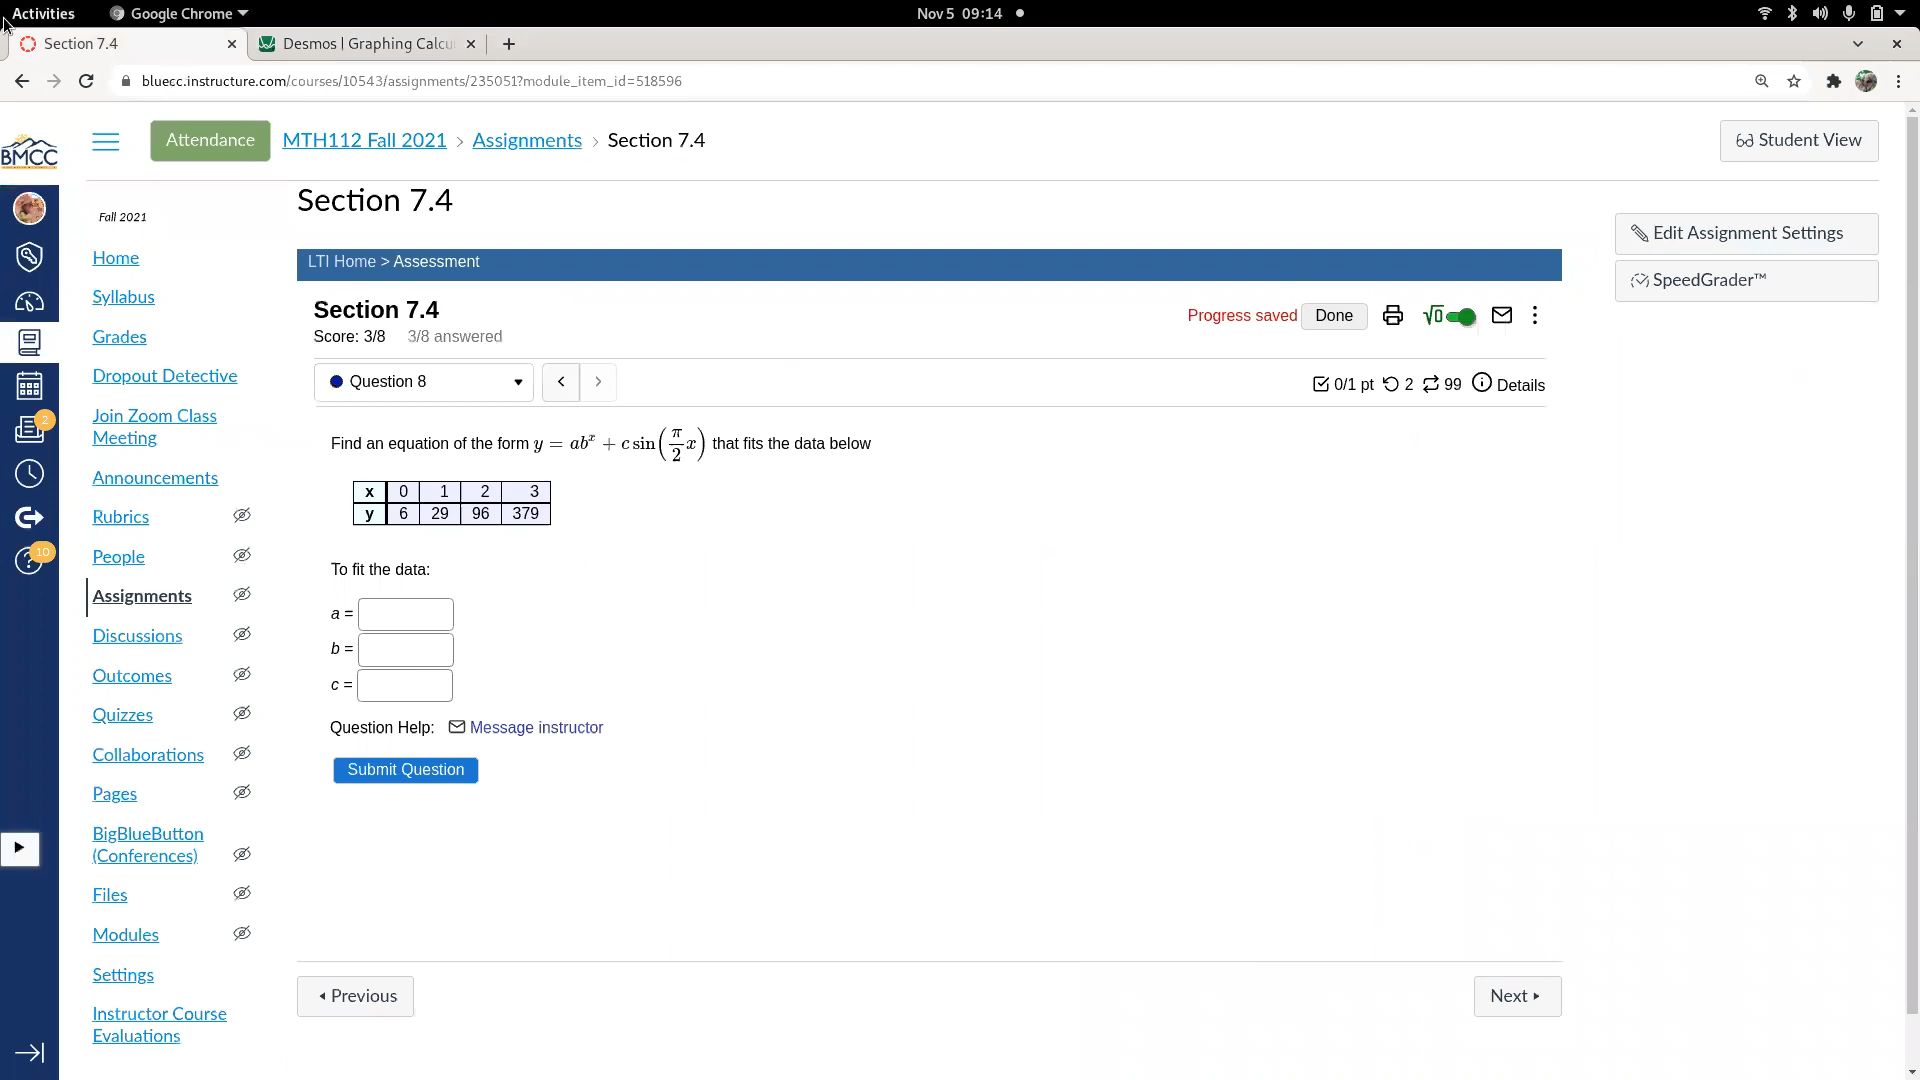 Activities
Google Chrome
Nov 5 09:14
Section 7.4
Desmos | Graphing Calcu
bluecc.instructure.com/courses/10543/assignments/235051?module_item_id=518596
BMCC
Attendance
MTH112 Fall 2021 > Assignments > Section 7.4
Student View
Section 7.4
Fall 2021
Edit Assignment Settings
SpeedGrader™
Home
Syllabus
Grades
Dropout Detective
Join Zoom Class
Meeting
Announcements
Rubrics
People
Assignments
Discussions
Outcomes
Quizzes
Collaborations
Pages
BigBlueButton
(Conferences)
Files
Modules
Settings
Instructor Course
Evaluations
2
10
LTI Home > Assessment
Section 7.4
Score: 3/8 3/8 answered
Progress saved Done √0
Question 8
< >
0/1 pt 2 99 Details
Find an equation of the form y = ab^x + c sin(π/2 x) that fits the data below
x 0 1 2 3
y 6 29 96 379
To fit the data:
a =
b =
c =
Question Help: Message instructor
Submit Question
Previous
Next